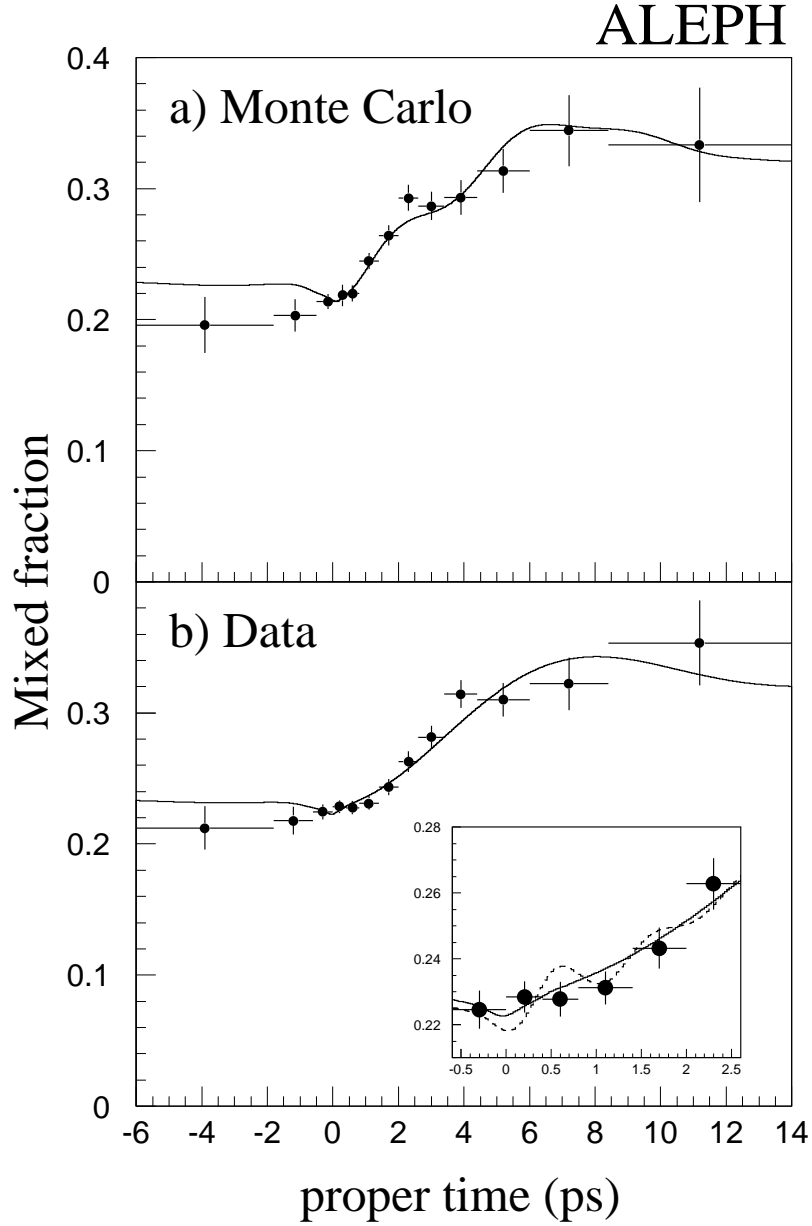 ALEPH
a) Monte Carlo
0.4
0.3
0.2
0.1
0
Mixed fraction
b) Data
0.3
0.2
0.1
0
0.28
0.26
0.24
0.22
-0.5 0 0.5 1 1.5 2 2.5
-6 -4 -2 0 2 4 6 8 10 12 14
proper time (ps)